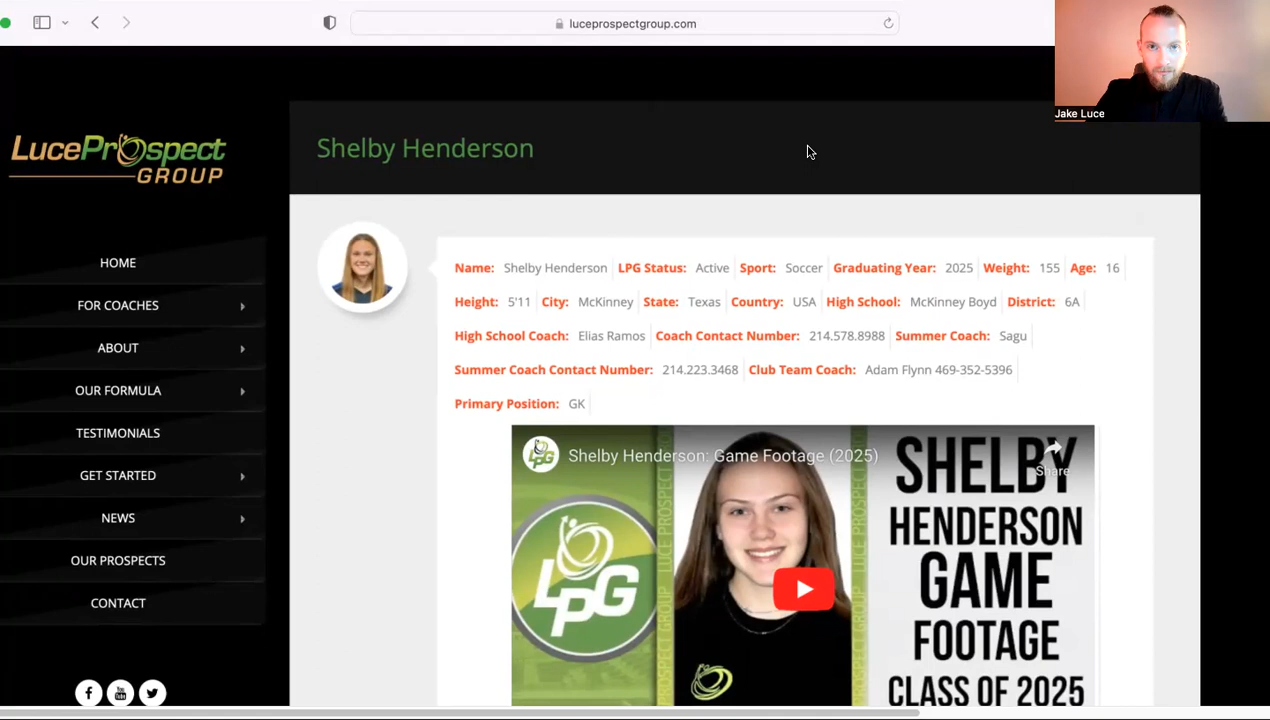 luceprospectgroup.com
Jake Luce
LuceProspect
GROUP
Shelby Henderson
HOME
FOR COACHES
ABOUT
OUR FORMULA
TESTIMONIALS
GET STARTED
NEWS
OUR PROSPECTS
CONTACT
Name: Shelby Henderson LPG Status: Active Sport: Soccer Graduating Year: 2025 Weight: 155 Age: 16
Height: 5'11 City: McKinney State: Texas Country: USA High School: McKinney Boyd District: 6A
High School Coach: Elias Ramos Coach Contact Number: 214.578.8988 Summer Coach: Sagu
Summer Coach Contact Number: 214.223.3468 Club Team Coach: Adam Flynn 469-352-5396
Primary Position: GK
Shelby Henderson: Game Footage (2025)
Share
LPG
SHELBY
HENDERSON
GAME
FOOTAGE
CLASS OF 2025